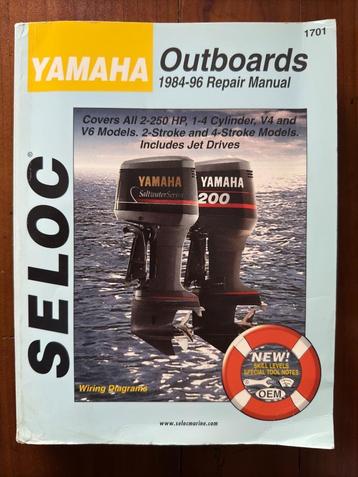 1701
YAMAHA
Outboards
1984-96 Repair Manual
Covers All 2-250 HP, 1-4 Cylinder, V4 and
V6 Models. 2-Stroke and 4-Stroke Models.
Includes Jet Drives
SELOC®
YAMAHA
Saltwater Series
YAMAHA
200
NEW!
SKILL LEVELS
SPECIAL TOOL NOTES
OEM
Wiring Diagrams
www.selocmarine.com